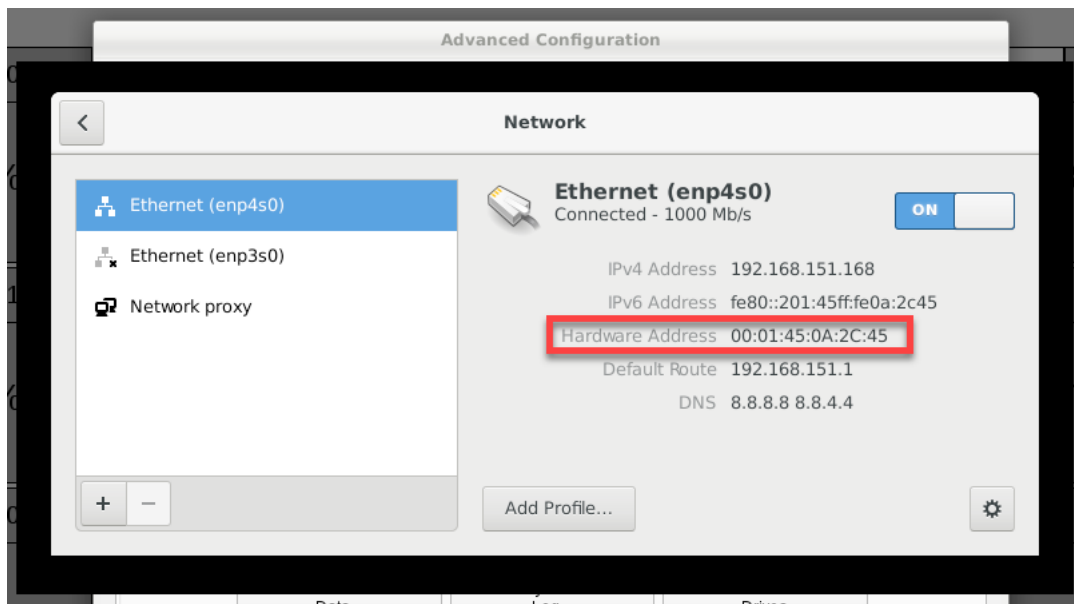 Advanced Configuration
Network
Ethernet (enp4s0)
Ethernet (enp3s0)
Network proxy
Ethernet (enp4s0)
Connected - 1000 Mb/s
ON
IPv4 Address 192.168.151.168
IPv6 Address fe80::201:45ff:fe0a:2c45
Hardware Address 00:01:45:0A:2C:45
Default Route 192.168.151.1
DNS 8.8.8.8 8.8.4.4
+ −
Add Profile...